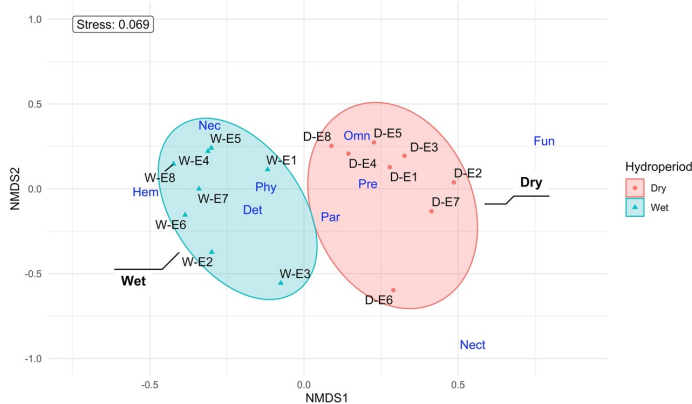 Stress: 0.069
1.0
0.5
0.0
-0.5
-1.0
NMDS2
-0.5
0.0
0.5
NMDS1
Nec
W-E5
W-E4
W-E8
W-E1
Hem
W-E7
Phy
Det
W-E6
W-E2
W-E3
Wet
D-E8
Omn
D-E5
D-E3
D-E4
D-E1
Pre
D-E2
D-E7
Par
D-E6
Fun
Dry
Nect
Hydroperiod
Dry
Wet